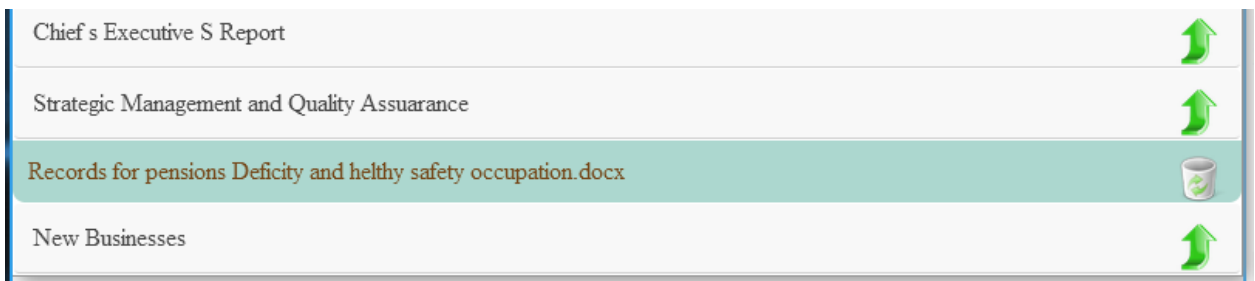 Chief s Executive S Report
Strategic Management and Quality Assuarance
Records for pensions Deficity and helthy safety occupation.docx
New Businesses